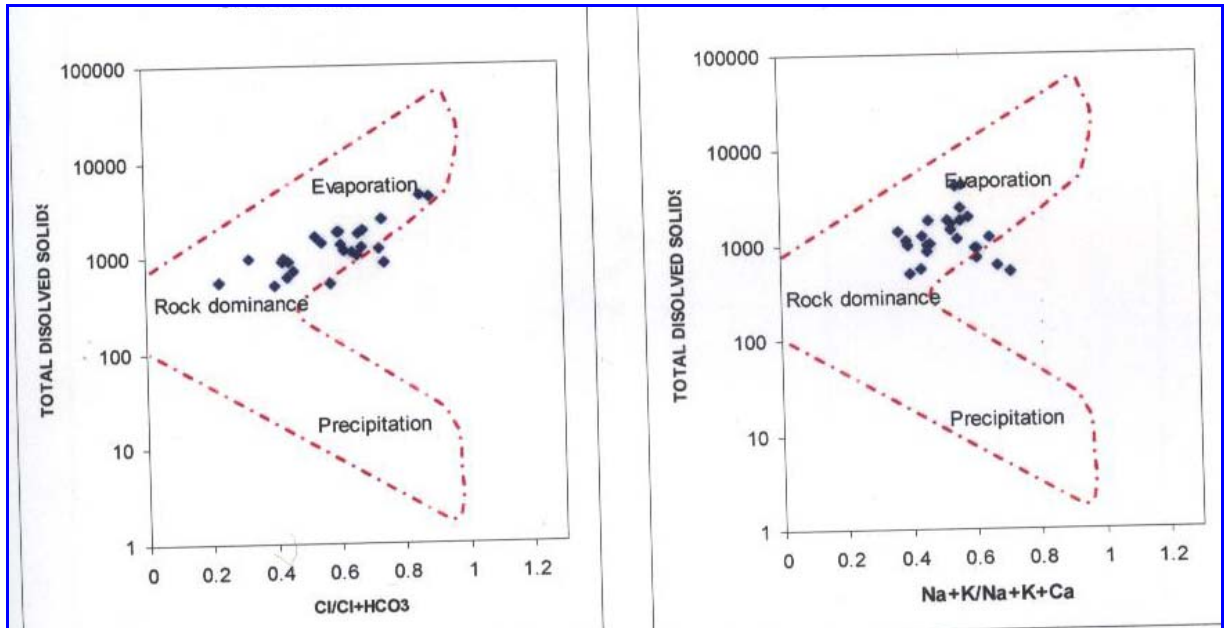 TOTAL DISOLVED SOLIDS
100000
10000
1000
100
10
1
Evaporation
Rock dominance
Precipitation
0
0.2
0.4
0.6
0.8
1
1.2
Cl/Cl+HCO3
TOTAL DISOLVED SOLIDS
100000
10000
1000
100
10
1
Evaporation
Rock dominance
Precipitation
0
0.2
0.4
0.6
0.8
1
1.2
Na+K/Na+K+Ca